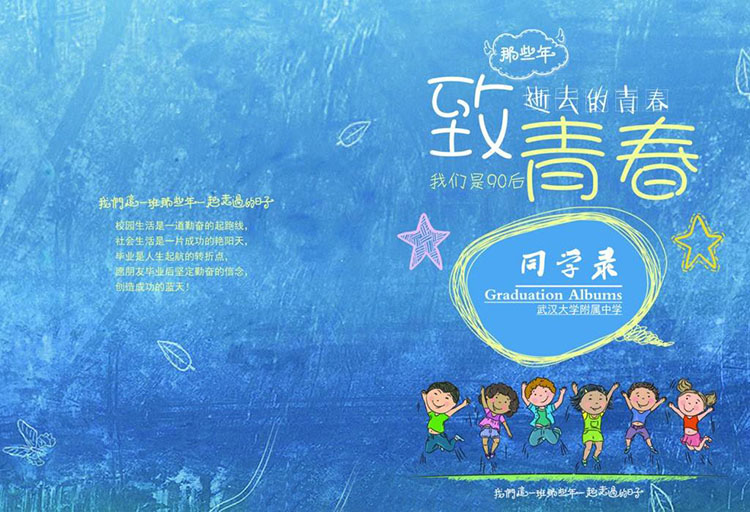 我们這一班那些年一起走過的日子
校园生活是一道勤奋的起跑线，
社会生活是一片成功的艳阳天，
毕业是人生起航的转折点，
愿朋友毕业后坚定勤奋的信念，
创造成功的蓝天！
那些年
逝去的青春
致青春
我们是90后
同学录
Graduation Albums
武汉大学附属中学
我們這一班那些年一起走過的日子